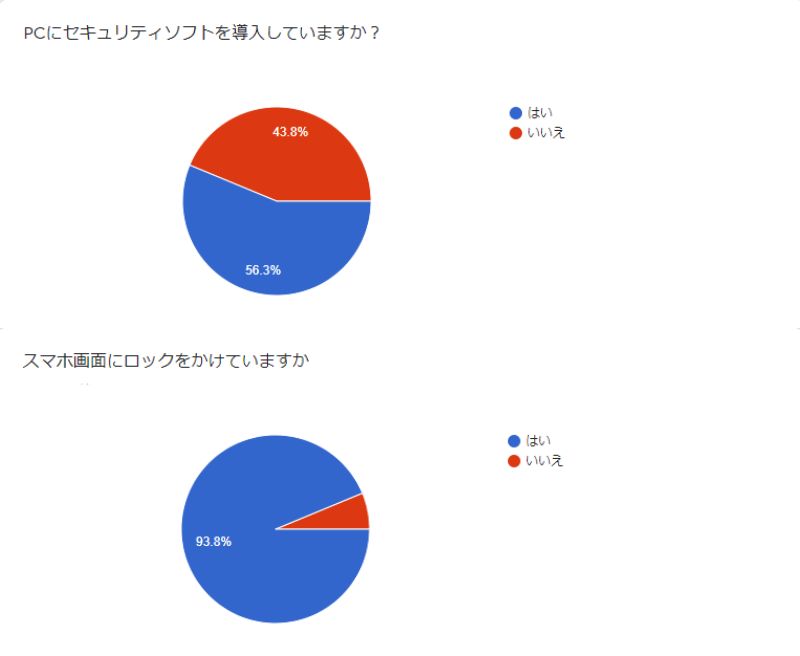 PCにセキュリティソフトを導入していますか？
はい
いいえ
43.8%
56.3%
スマホ画面にロックをかけていますか
はい
いいえ
93.8%